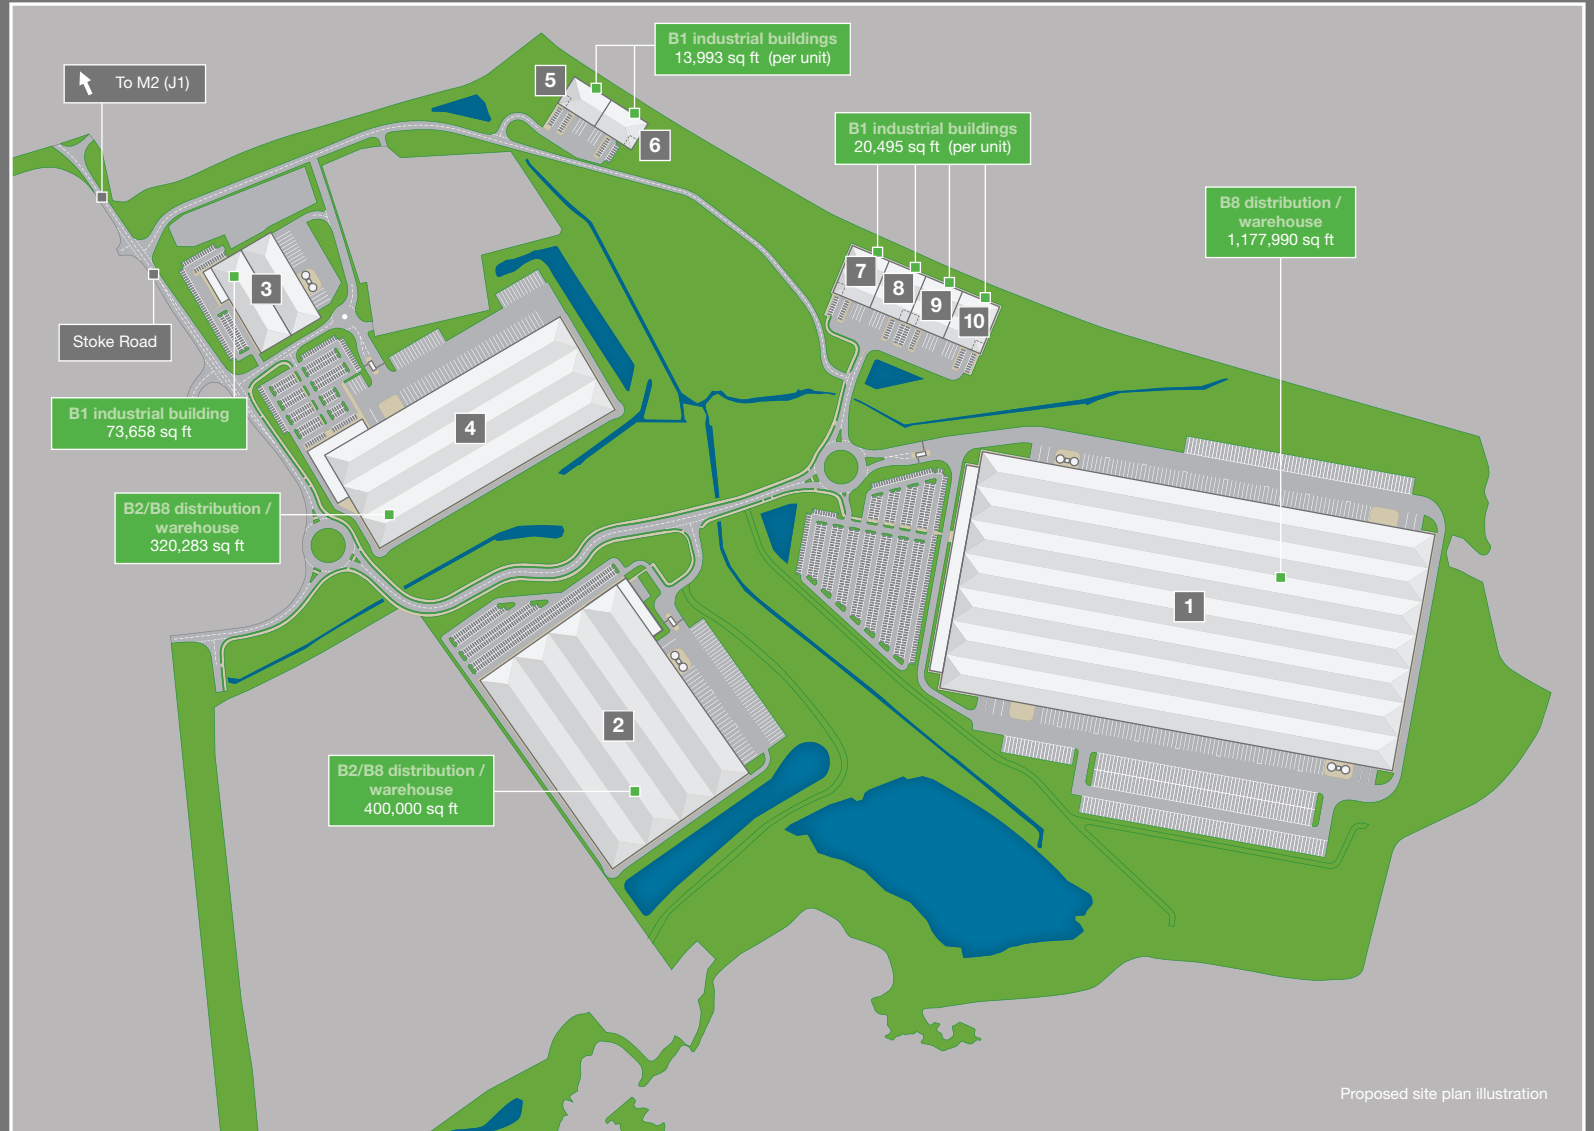 B1 industrial buildings
13,993 sq ft (per unit)
To M2 (J1)
5
6
B1 industrial buildings
20,495 sq ft (per unit)
B8 distribution /
warehouse
1,177,990 sq ft
7
8
9
10
3
Stoke Road
B1 industrial building
73,658 sq ft
4
B2/B8 distribution /
warehouse
320,283 sq ft
1
2
B2/B8 distribution /
warehouse
400,000 sq ft
Proposed site plan illustration